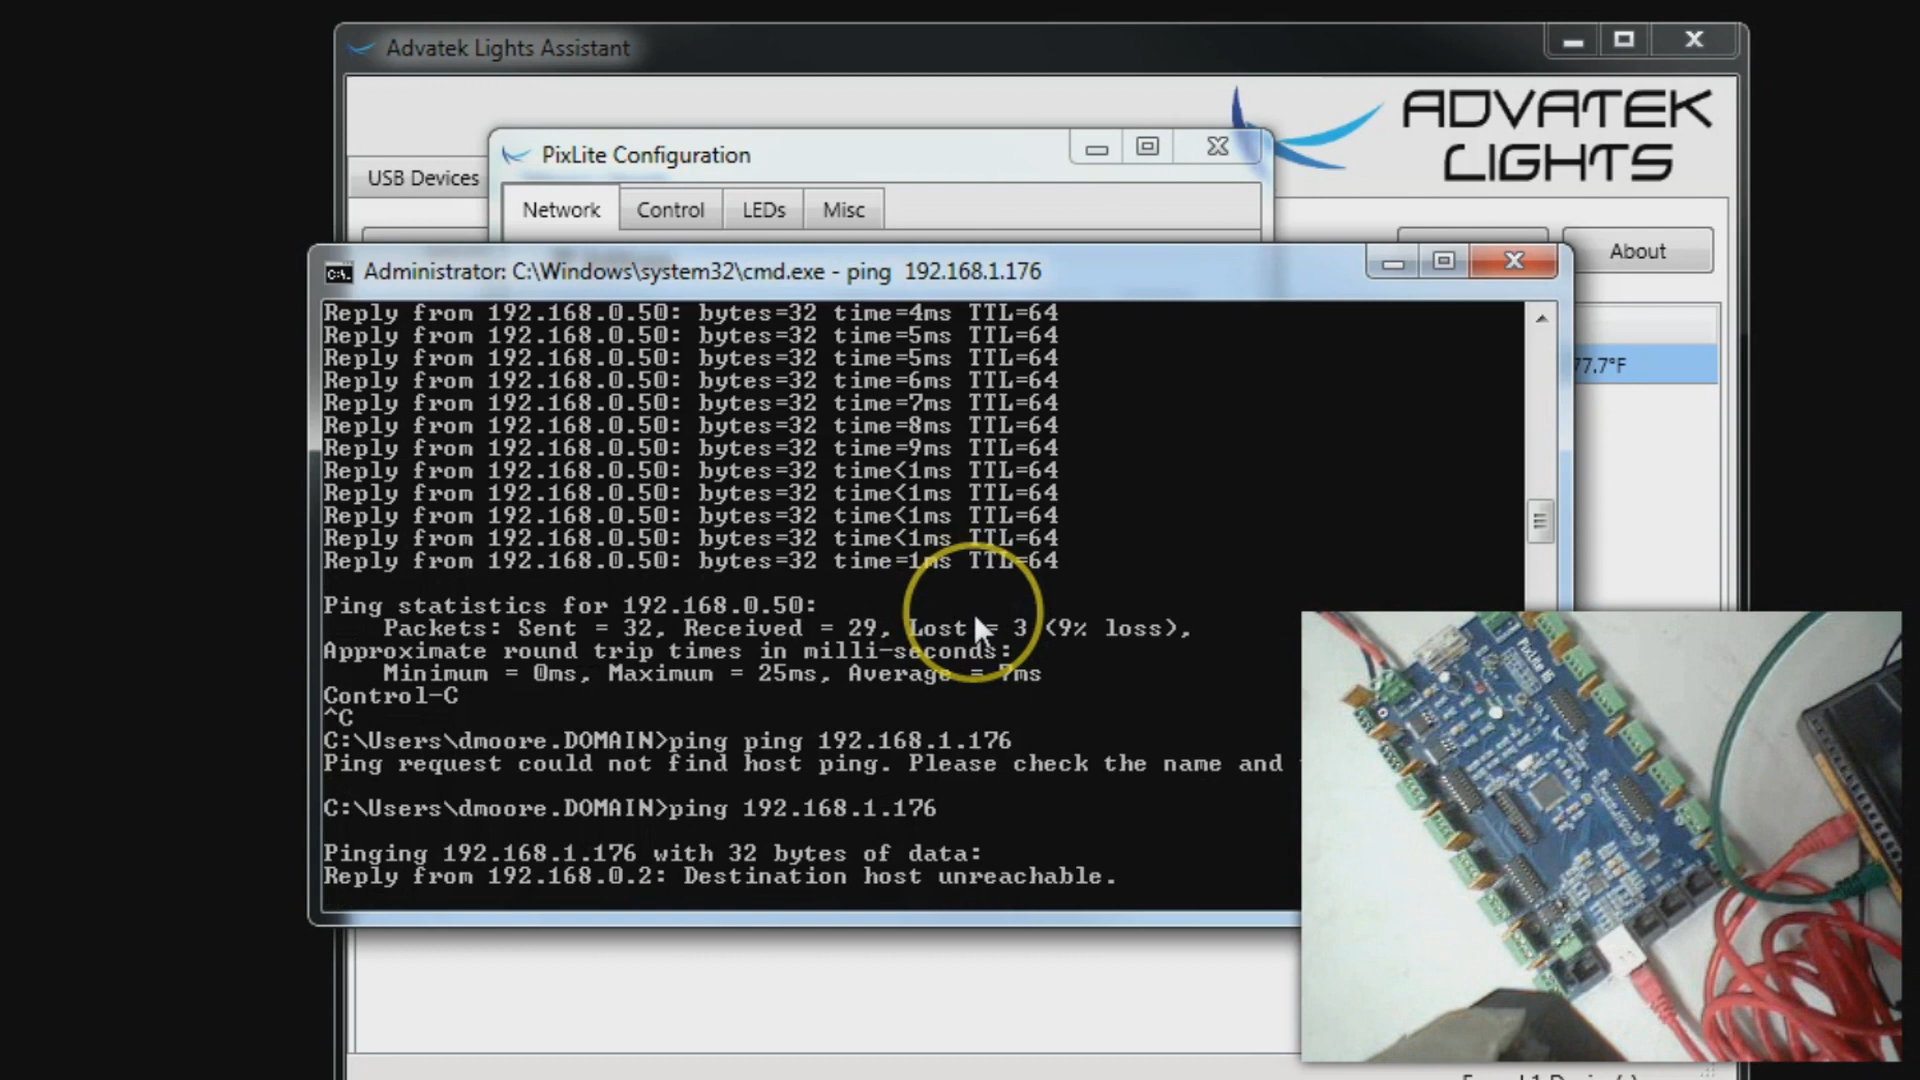 Advatek Lights Assistant
ADVATEK
LIGHTS
PixLite Configuration
USB Devices
Network
Control
LEDs
Misc
About
Administrator: C:\Windows\system32\cmd.exe - ping 192.168.1.176
77.7°F
Reply from 192.168.0.50: bytes=32 time=4ms TTL=64
Reply from 192.168.0.50: bytes=32 time=5ms TTL=64
Reply from 192.168.0.50: bytes=32 time=5ms TTL=64
Reply from 192.168.0.50: bytes=32 time=6ms TTL=64
Reply from 192.168.0.50: bytes=32 time=7ms TTL=64
Reply from 192.168.0.50: bytes=32 time=8ms TTL=64
Reply from 192.168.0.50: bytes=32 time=9ms TTL=64
Reply from 192.168.0.50: bytes=32 time<1ms TTL=64
Reply from 192.168.0.50: bytes=32 time<1ms TTL=64
Reply from 192.168.0.50: bytes=32 time<1ms TTL=64
Reply from 192.168.0.50: bytes=32 time<1ms TTL=64
Reply from 192.168.0.50: bytes=32 time=1ms TTL=64
Ping statistics for 192.168.0.50:
Packets: Sent = 32, Received = 29, Lost = 3 (9% loss),
Approximate round trip times in milli-seconds:
Minimum = 0ms, Maximum = 25ms, Average = 7ms
Control-C
^C
C:\Users\dmoore.DOMAIN>ping ping 192.168.1.176
Ping request could not find host ping. Please check the name and
C:\Users\dmoore.DOMAIN>ping 192.168.1.176
Pinging 192.168.1.176 with 32 bytes of data:
Reply from 192.168.0.2: Destination host unreachable.
PixLite 16